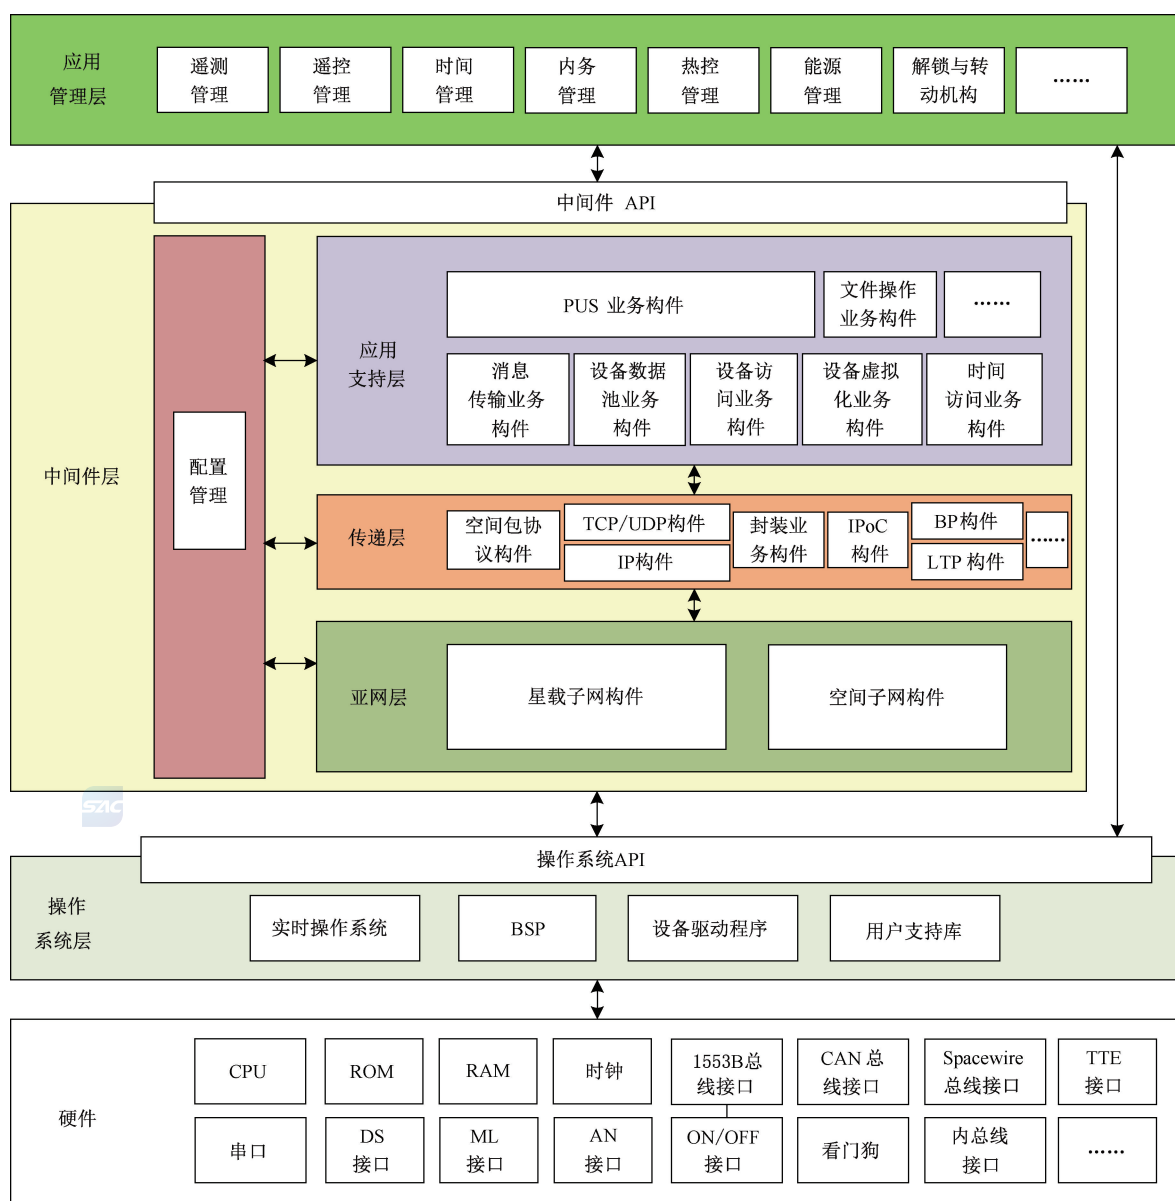 应用
管理层
遥测
管理
遥控
管理
时间
管理
内务
管理
热控
管理
能源
管理
解锁与转
动机构
……
中间件 API
中间件层
配置
管理
应用
支持层
PUS 业务构件
文件操作
业务构件
……
消息
传输业务
构件
设备数据
池业务
构件
设备访
问业务
构件
设备虚拟
化业务
构件
时间
访问业务
构件
传递层
空间包协
议构件
TCP/UDP构件
IP构件
封装业
务构件
IPoC
构件
BP构件
LTP 构件
……
亚网层
星载子网构件
空间子网构件
SAC
操作系统API
操作
系统层
实时操作系统
BSP
设备驱动程序
用户支持库
硬件
CPU
ROM
RAM
时钟
1553B总
线接口
CAN 总
线接口
Spacewire
总线接口
TTE
接口
串口
DS
接口
ML
接口
AN
接口
ON/OFF
接口
看门狗
内总线
接口
……